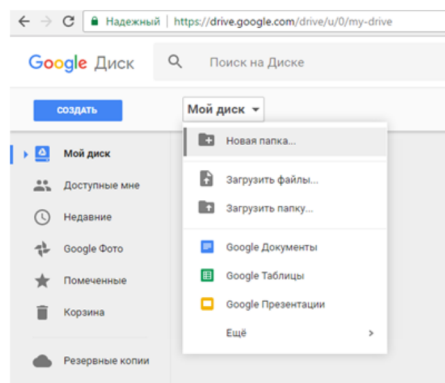 Надежный | https://drive.google.com/drive/u/0/my-drive
Google Диск Поиск на Диске
СОЗДАТЬ Мой диск
Новая папка...
Мой диск
Загрузить файлы...
Доступные мне
Загрузить папку...
Недавние
Google Фото Google Документы
Google Таблицы
Помеченные
Google Презентации
Корзина
Ещё
Резервные копии